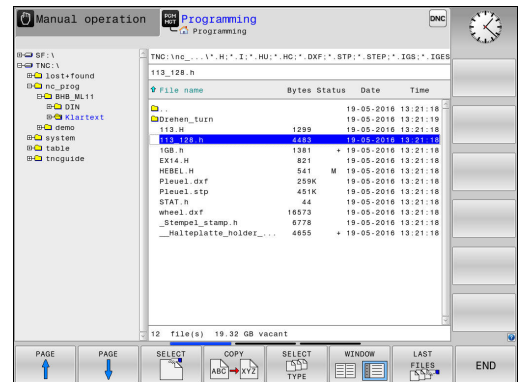 Manual operation
PGM
MGT
Programming
Programming
DNC
SF:\
TNC:\
lost+found
nc_prog
BHB_ML11
DIN
Klartext
demo
system
table
tncguide
TNC:\nc_...\*.H;*.I;*.HU;*.HC;*.DXF;*.STP;*.STEP;*.IGS;*.IGES
113_128.h
File name Bytes Status Date Time
.. 19-05-2016 13:21:18
Drehen_turn 19-05-2016 13:21:19
113.H 1299 19-05-2016 13:21:18
113_128.h 4483 19-05-2016 13:21:18
1GB.h 1381 + 19-05-2016 13:21:18
EX14.H 821 19-05-2016 13:21:18
HEBEL.H 541 M 19-05-2016 13:21:18
Pleuel.dxf 259K 19-05-2016 13:21:18
Pleuel.stp 451K 19-05-2016 13:21:18
STAT.h 44 19-05-2016 13:21:18
wheel.dxf 16573 19-05-2016 13:21:18
_Stempel_stamp.h 6778 19-05-2016 13:21:18
__Halteplatte_holder_... 4655 + 19-05-2016 13:21:18
12 file(s) 19.32 GB vacant
PAGE
PAGE
SELECT
COPY
ABC XYZ
SELECT
TYPE
WINDOW
LAST
FILES
END